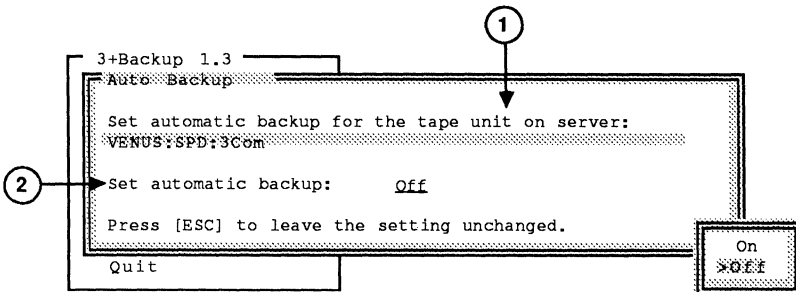 1
3+Backup 1.3
Auto Backup
Set automatic backup for the tape unit on server:
VENUS:SPD:3Com
2
Set automatic backup: Off
Press [ESC] to leave the setting unchanged.
On
>Off
Quit